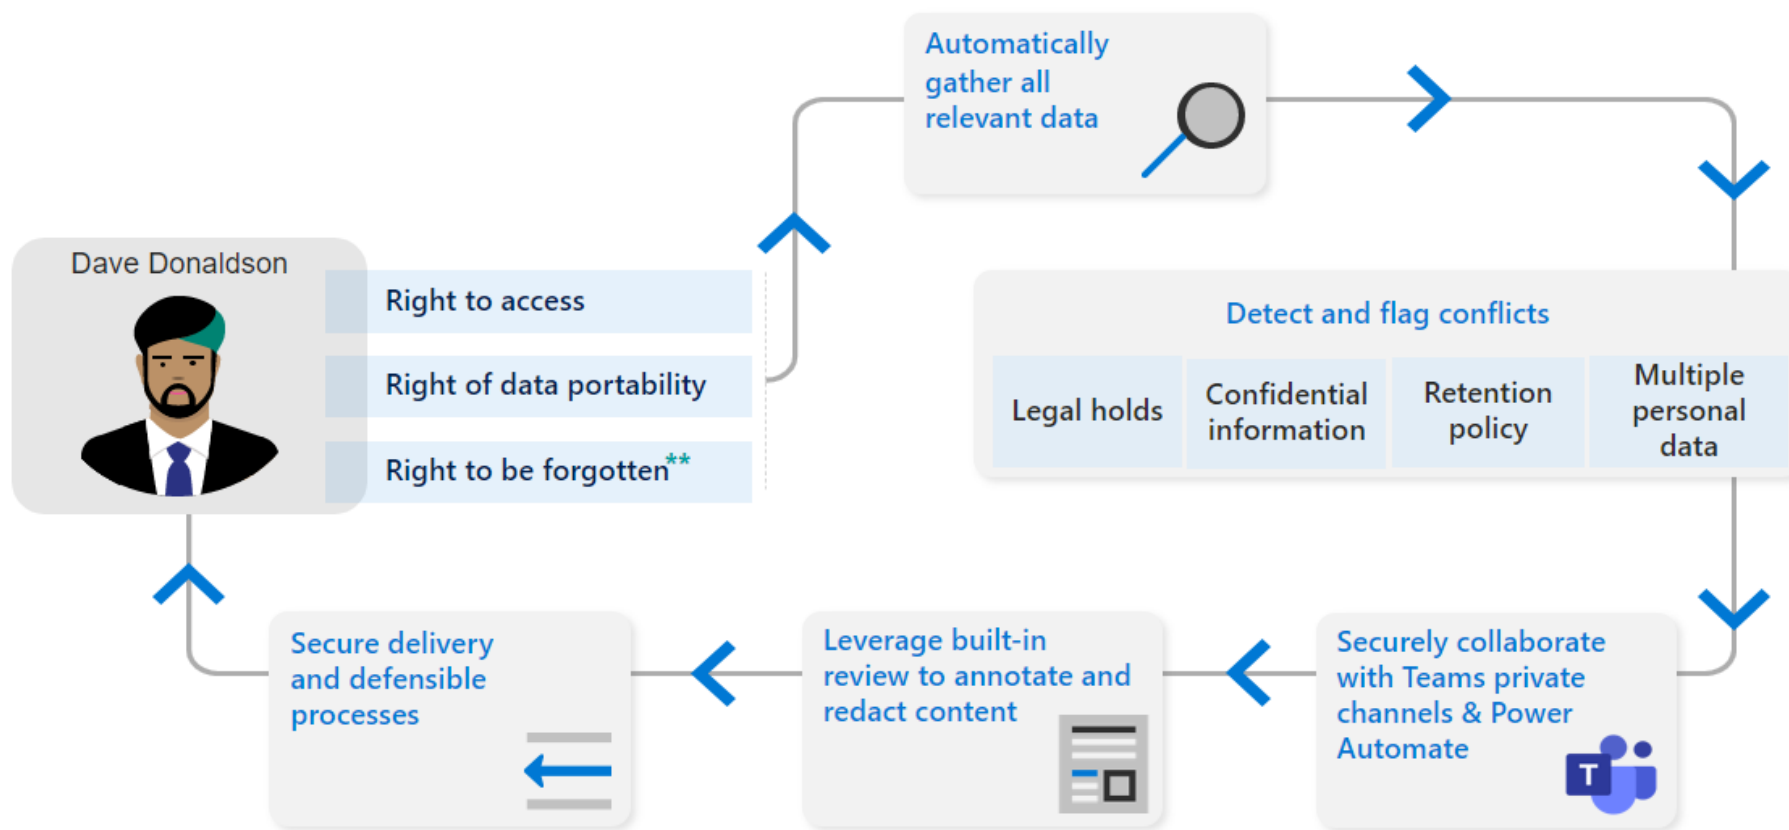 Automatically
gather all
relevant data
Dave Donaldson
Right to access
Right of data portability
Right to be forgotten**
Detect and flag conflicts
Legal holds
Confidential
information
Retention
policy
Multiple
personal
data
Secure delivery
and defensible
processes
Leverage built-in
review to annotate and
redact content
Securely collaborate
with Teams private
channels & Power
Automate
T